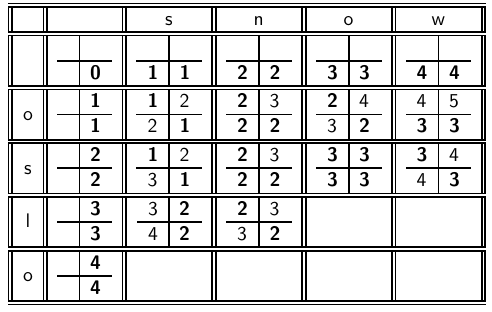 s n o w
0 1 1 2 2 3 3 4 4
1 1 2 2 3 2 4 4 5
o
1 2 1 2 2 3 2 3 3
2 1 2 2 3 3 3 3 4
s
2 3 1 2 2 3 3 4 3
3 3 2 2 3
l
3 4 2 3 2
4
o
4